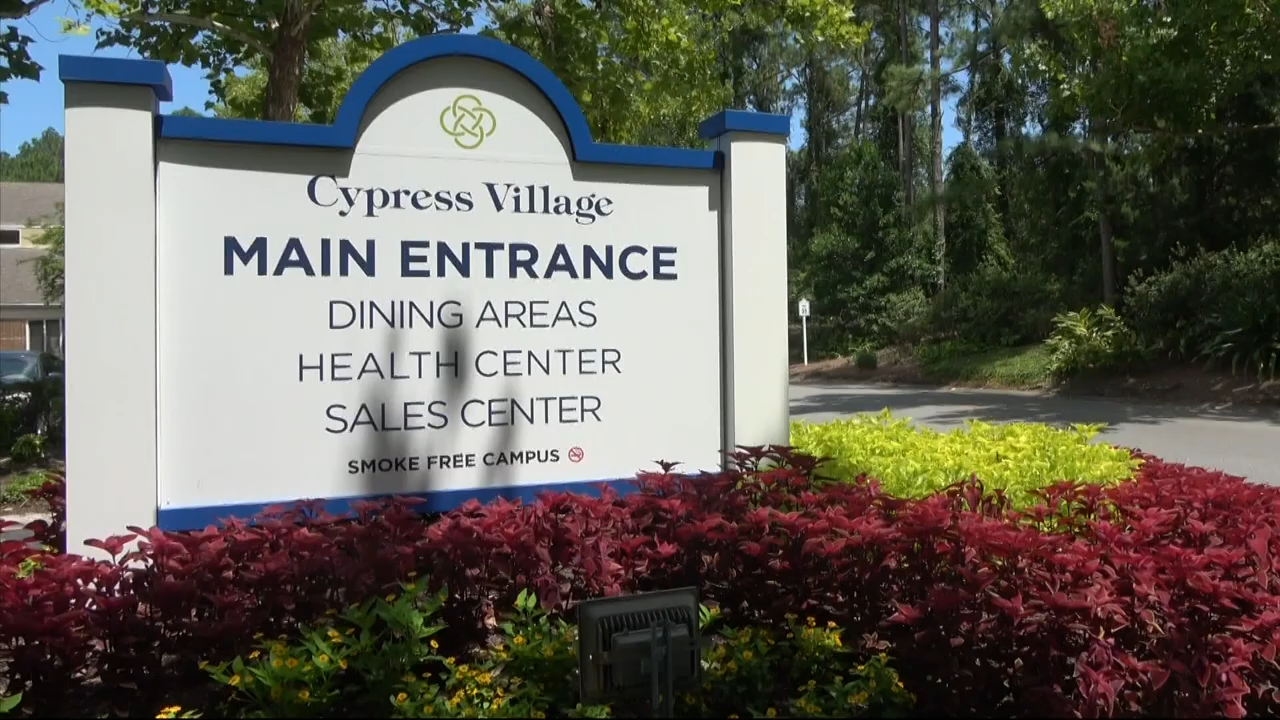 Cypress Village
MAIN ENTRANCE
DINING AREAS
HEALTH CENTER
SALES CENTER
SMOKE FREE CAMPUS